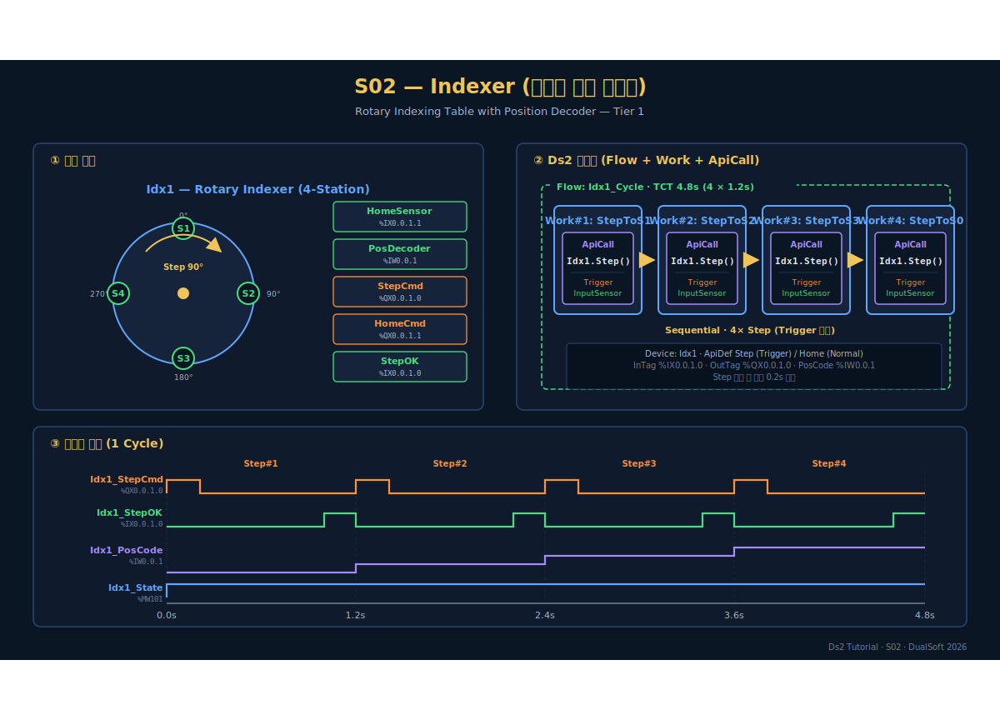 S02 — Indexer (
Rotary Indexing Table with Position Decoder — Tier 1
①
Idx1 — Rotary Indexer (4-Station)
0°
S1
Step 90°
270°
S4
S2
90°
S3
180°
HomeSensor
%IX0.0.1.1
PosDecoder
%IW0.0.1
StepCmd
%QX0.0.1.0
HomeCmd
%QX0.0.1.1
StepOK
%IX0.0.1.0
② Ds2 (Flow + Work + ApiCall)
Flow: Idx1_Cycle · TCT 4.8s (4 × 1.2s)
Work#1: StepToS1
ApiCall
Idx1.Step()
Trigger
InputSensor
Work#2: StepToS2
ApiCall
Idx1.Step()
Trigger
InputSensor
Work#3: StepToS3
ApiCall
Idx1.Step()
Trigger
InputSensor
Work#4: StepToS0
ApiCall
Idx1.Step()
Trigger
InputSensor
Sequential · 4× Step (Trigger )
Device: Idx1 · ApiDef Step (Trigger) / Home (Normal)
InTag %IX0.0.1.0 · OutTag %QX0.0.1.0 · PosCode %IW0.0.1
Step 0.2s
③ (1 Cycle)
Step#1
Step#2
Step#3
Step#4
Idx1_StepCmd
%QX0.0.1.0
Idx1_StepOK
%IX0.0.1.0
Idx1_PosCode
%IW0.0.1
Idx1_State
%MW101
0.0s
1.2s
2.4s
3.6s
4.8s
Ds2 Tutorial · S02 · DualSoft 2026